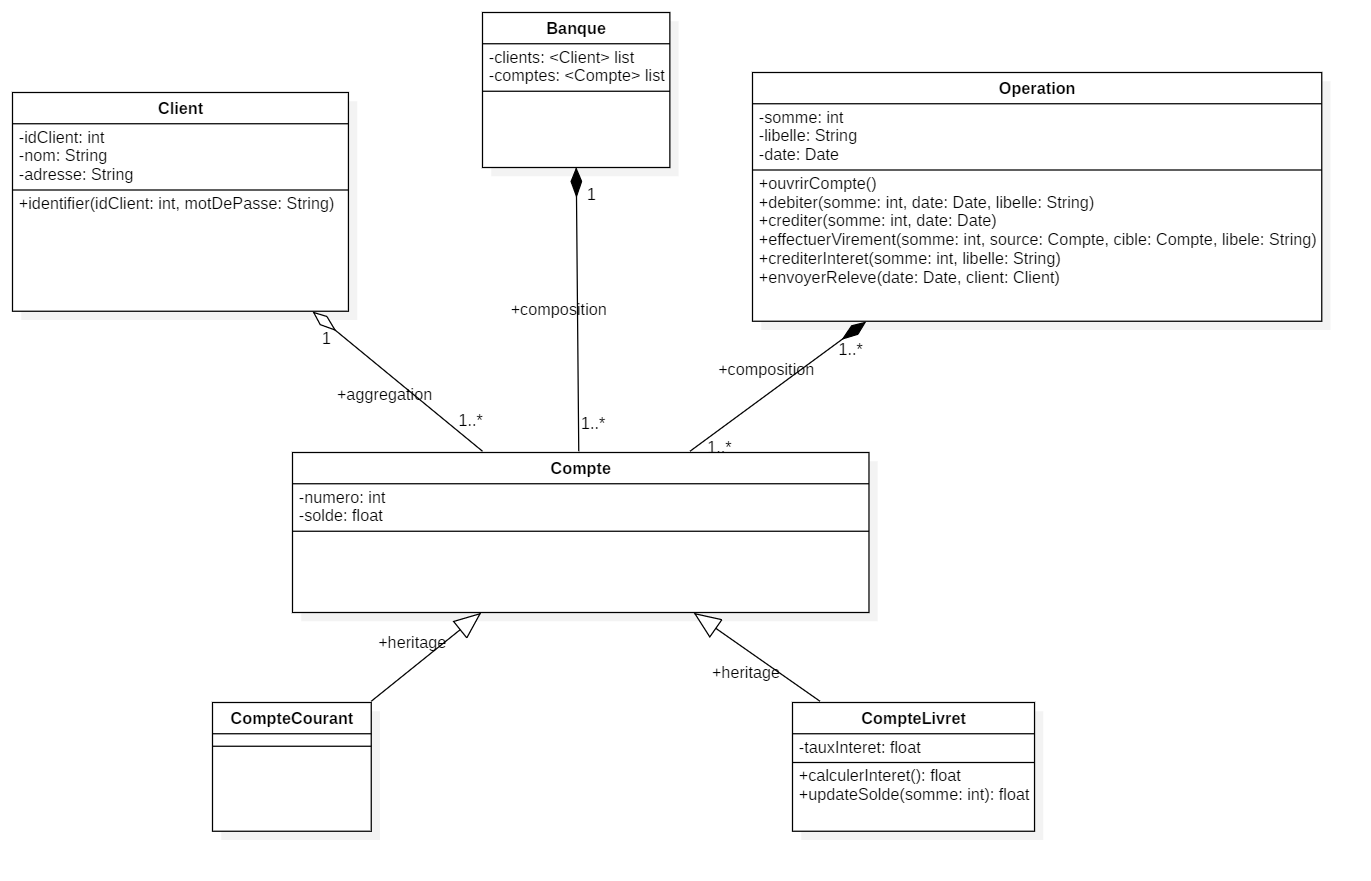 Banque
-clients: <Client> list
-comptes: <Compte> list
Client
-idClient: int
-nom: String
-adresse: String
+identifier(idClient: int, motDePasse: String)
Operation
-somme: int
-libelle: String
-date: Date
+ouvrirCompte()
+debiter(somme: int, date: Date, libelle: String)
+crediter(somme: int, date: Date)
+effectuerVirement(somme: int, source: Compte, cible: Compte, libele: String)
+crediterInteret(somme: int, libelle: String)
+envoyerReleve(date: Date, client: Client)
1
+aggregation
1..*
1
+composition
1..*
1..*
+composition
1..*
Compte
-numero: int
-solde: float
+heritage
+heritage
CompteCourant
CompteLivret
-tauxInteret: float
+calculerInteret(): float
+updateSolde(somme: int): float